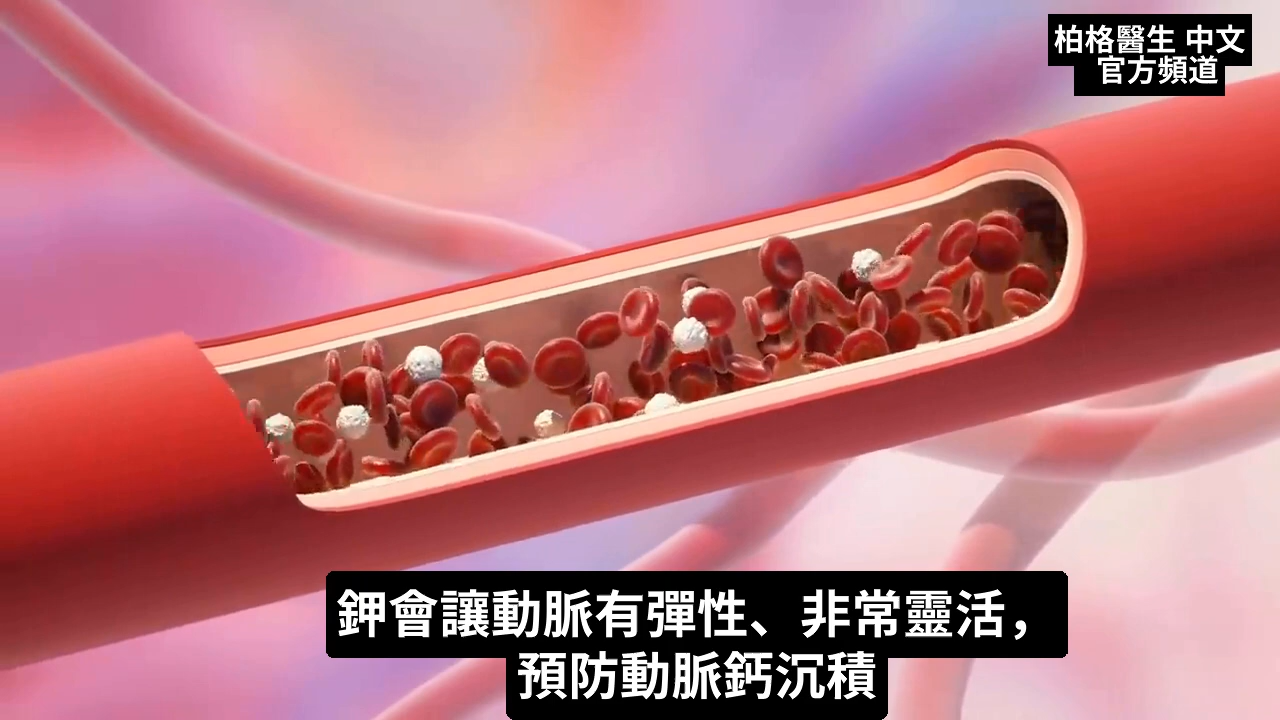 柏格醫生 中文
官方頻道
鉀會讓動脈有彈性、非常靈活，
預防動脈鈣沉積